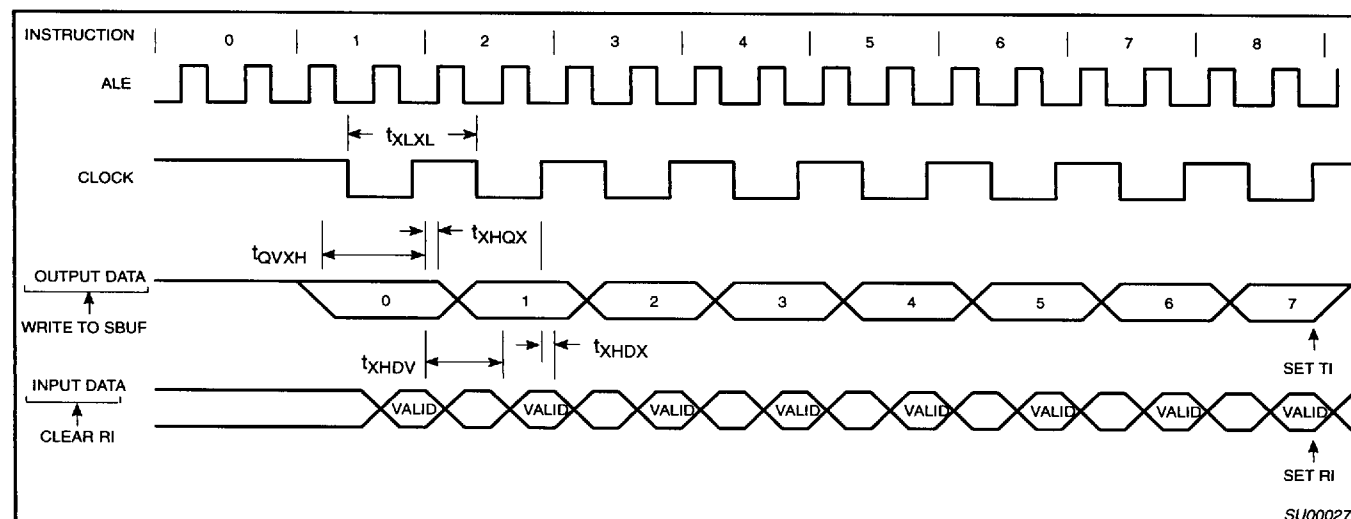 INSTRUCTION 0 1 2 3 4 5 6 7 8
ALE
tXLXL
CLOCK
tQVXH
tXHQX
OUTPUT DATA
0 1 2 3 4 5 6 7
WRITE TO SBUF
tXHDV
tXHDX
SET TI
INPUT DATA
VALID VALID VALID VALID VALID VALID VALID VALID
CLEAR RI
SET RI
SU00027